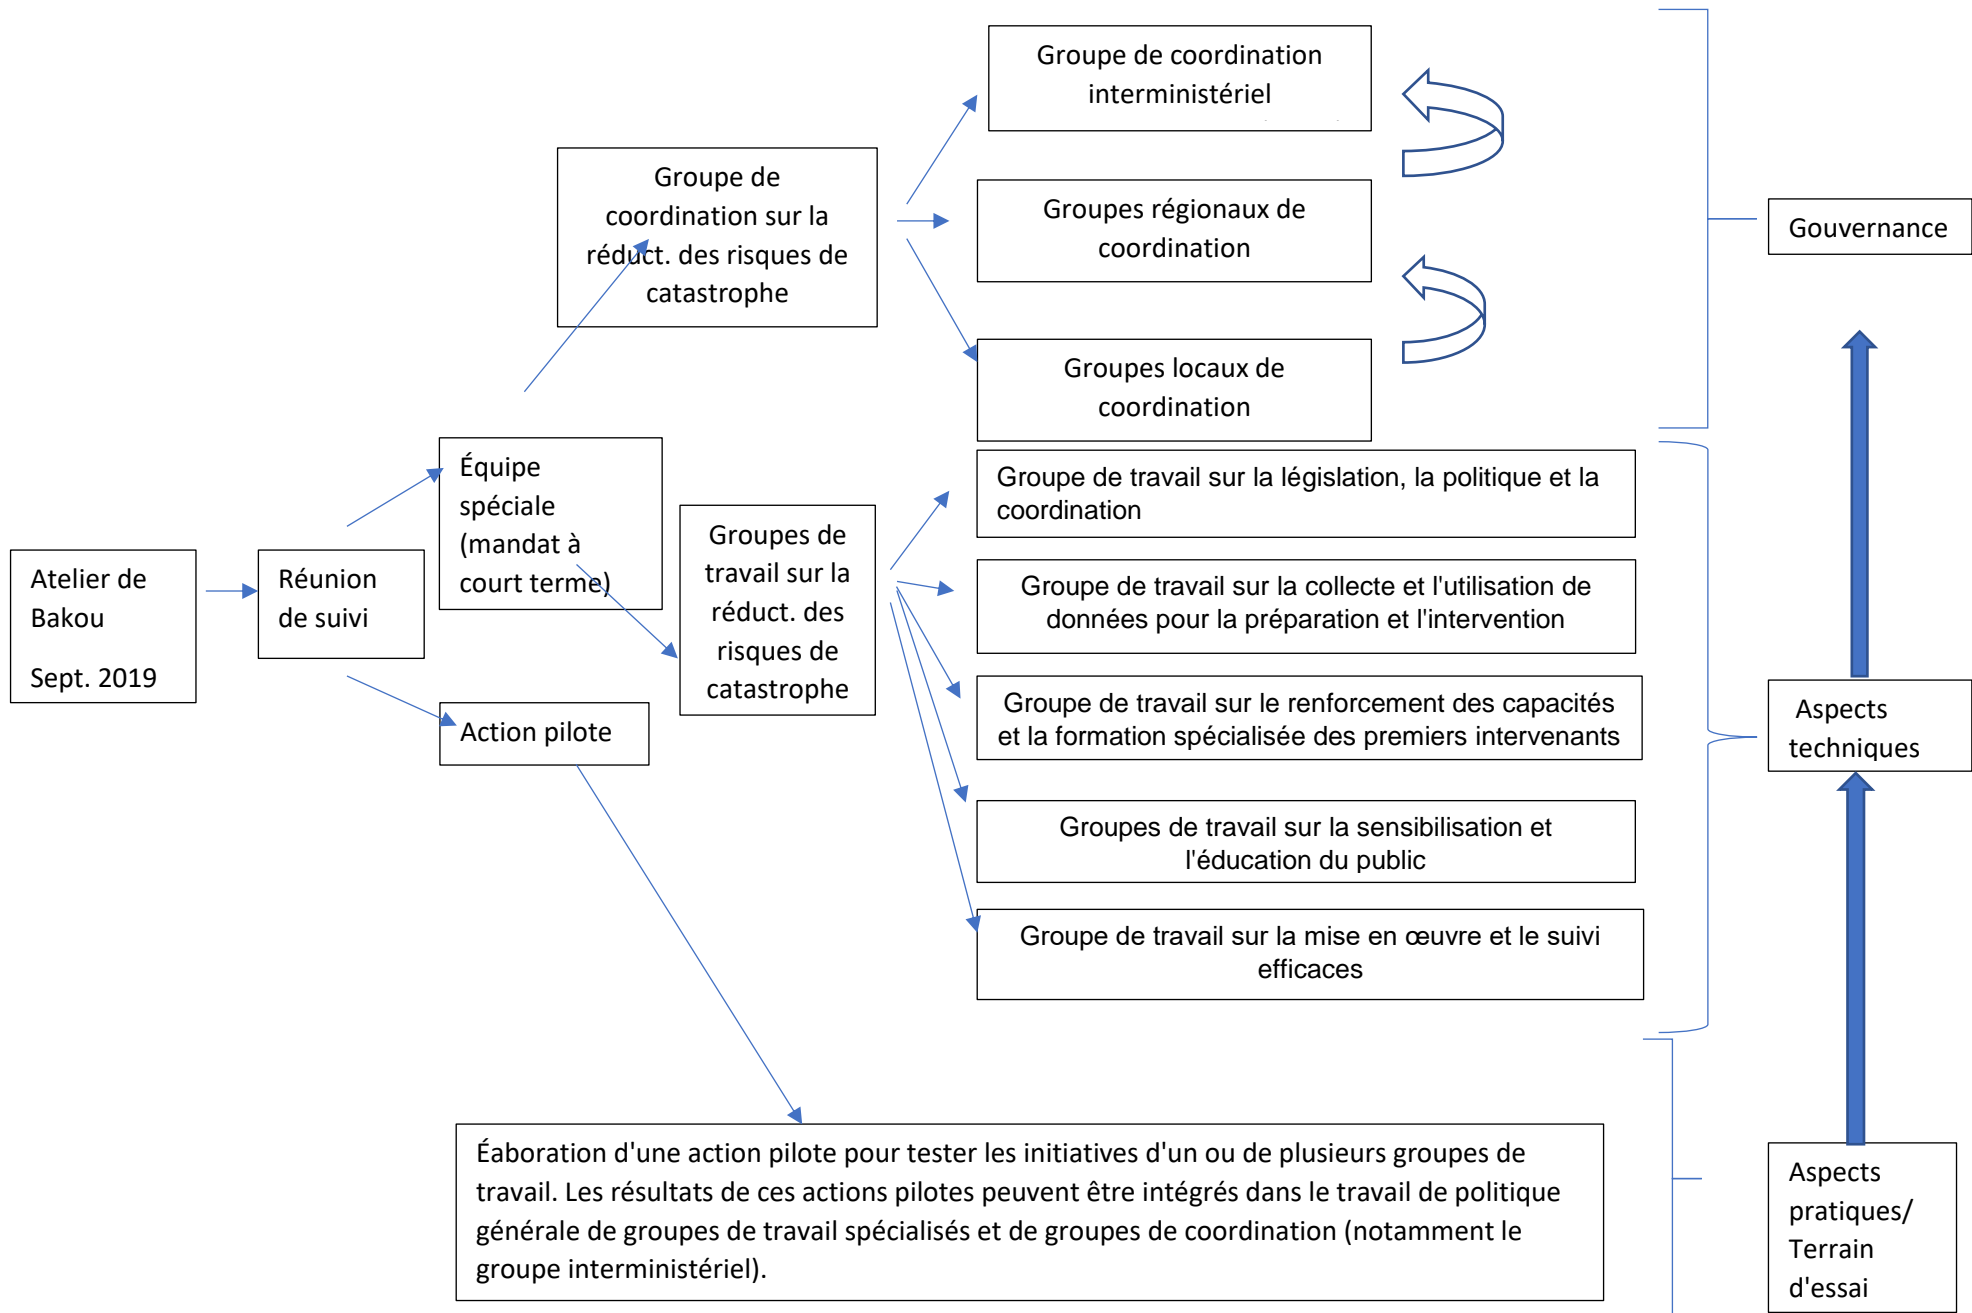 Atelier de
Bakou
Sept. 2019
Réunion
de suivi
Équipe
spéciale
(mandat à
court terme)
Action pilote
Groupe de
coordination sur la
réduct. des risques de
catastrophe
Groupes de
travail sur la
réduct. des
risques de
catastrophe
Groupe de coordination
interministériel
Groupes régionaux de
coordination
Groupes locaux de
coordination
Groupe de travail sur la législation, la politique et la
coordination
Groupe de travail sur la collecte et l'utilisation de
données pour la préparation et l'intervention
Groupe de travail sur le renforcement des capacités
et la formation spécialisée des premiers intervenants
Groupes de travail sur la sensibilisation et
l'éducation du public
Groupe de travail sur la mise en œuvre et le suivi
efficaces
Éaboration d'une action pilote pour tester les initiatives d'un ou de plusieurs groupes de
travail. Les résultats de ces actions pilotes peuvent être intégrés dans le travail de politique
générale de groupes de travail spécialisés et de groupes de coordination (notamment le
groupe interministériel).
Gouvernance
Aspects
techniques
Aspects
pratiques/
Terrain
d'essai